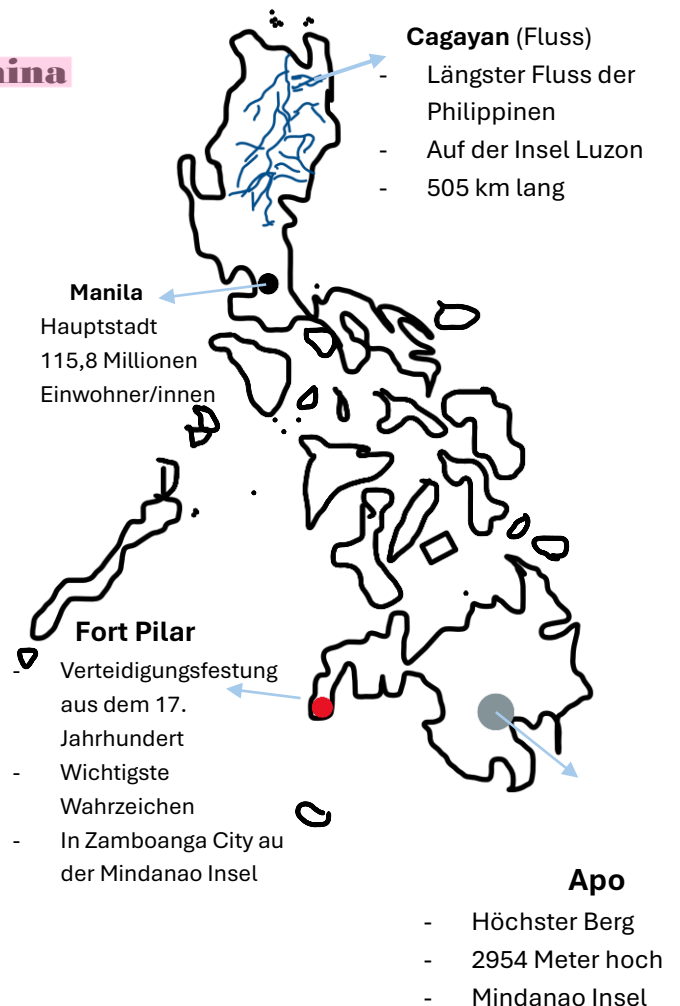 Cagayan (Fluss)
- Längster Fluss der
Philippinen
- Auf der Insel Luzon
- 505 km lang
Manila
Hauptstadt
115,8 Millionen
Einwohner/innen
Fort Pilar
- Verteidigungsfestung
aus dem 17.
Jahrhundert
- Wichtigste
Wahrzeichen
- In Zamboanga City au
der Mindanao Insel
Apo
- Höchster Berg
- 2954 Meter hoch
- Mindanao Insel